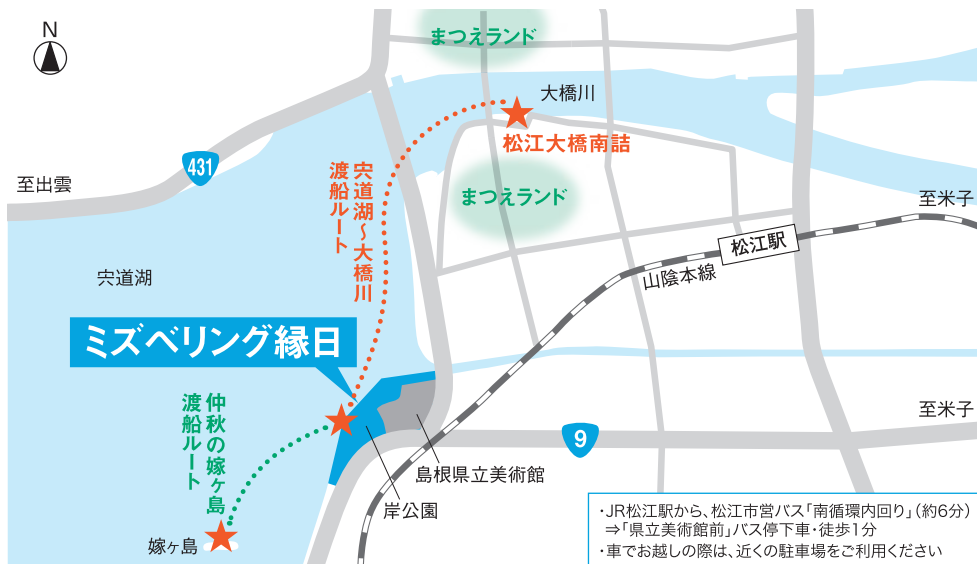 N
まつえランド
大橋川
松江大橋南詰
431
至出雲
宍道湖〜大橋川
渡船ルート
まつえランド
至米子
松江駅
山陰本線
宍道湖
ミズベリング縁日
仲秋の嫁ヶ島
渡船ルート
至米子
9
島根県立美術館
岸公園
嫁ヶ島
・JR松江駅から、松江市営バス「南循環内回り」（約6分）
⇒「県立美術館前」バス停下車・徒歩1分
・車でお越しの際は、近くの駐車場をご利用ください